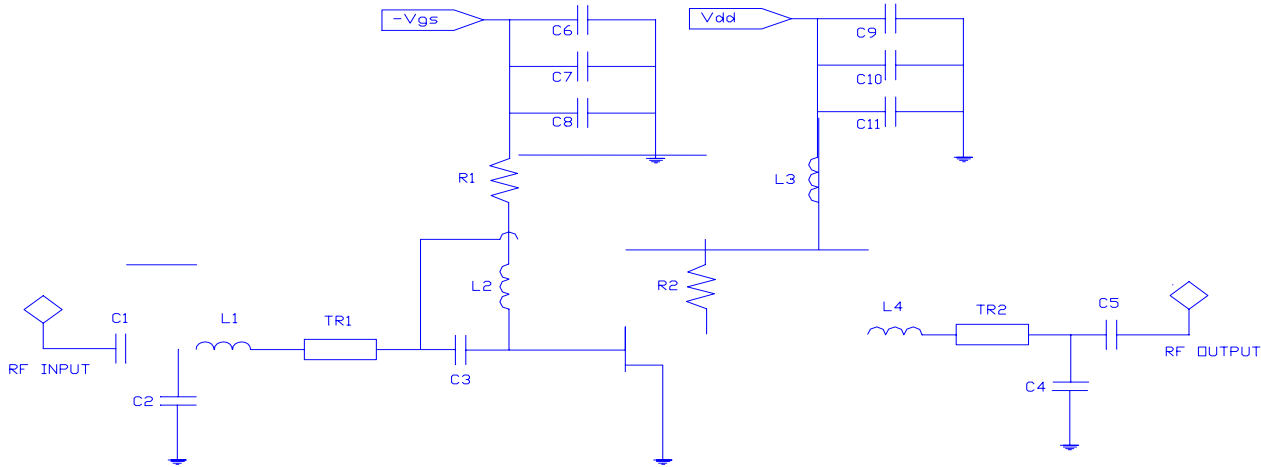 -Vgs
Vdd
C6
C9
C7
C10
C8
C11
R1
L3
L2
R2
C1
L1
TR1
L4
TR2
C5
RF INPUT
C3
RF OUTPUT
C2
C4